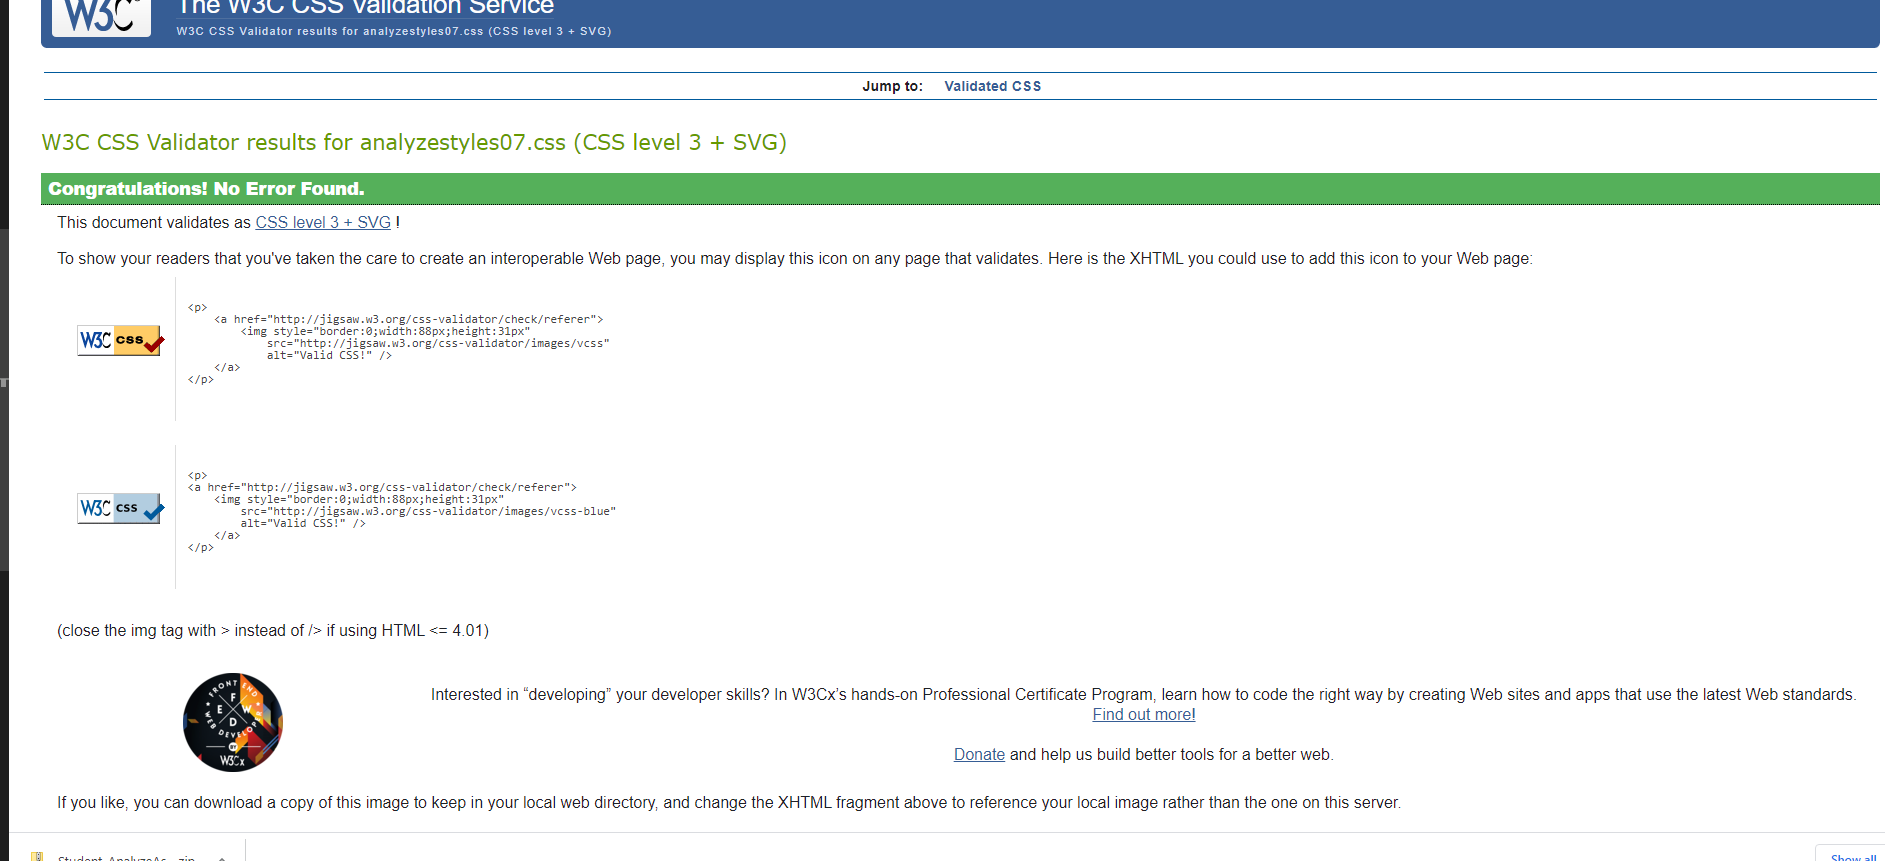 W3C
The W3C CSS Validation Service
W3C CSS Validator results for analyzestyles07.css (CSS level 3 + SVG)
Jump to: Validated CSS
W3C CSS Validator results for analyzestyles07.css (CSS level 3 + SVG)
Congratulations! No Error Found.
This document validates as CSS level 3 + SVG !
To show your readers that you've taken the care to create an interoperable Web page, you may display this icon on any page that validates. Here is the XHTML you could use to add this icon to your Web page:
W3C css
<p>
<a href="http://jigsaw.w3.org/css-validator/check/referer">
<img style="border:0;width:88px;height:31px"
src="http://jigsaw.w3.org/css-validator/images/vcss"
alt="Valid CSS!" />
</a>
</p>
W3C css
<p>
<a href="http://jigsaw.w3.org/css-validator/check/referer">
<img style="border:0;width:88px;height:31px"
src="http://jigsaw.w3.org/css-validator/images/vcss-blue"
alt="Valid CSS!" />
</a>
</p>
(close the img tag with > instead of /> if using HTML <= 4.01)
FRONT END
F
E W
D
WEB DEVELOPER
BY
W3Cx
Interested in “developing” your developer skills? In W3Cx’s hands-on Professional Certificate Program, learn how to code the right way by creating Web sites and apps that use the latest Web standards.
Find out more!
Donate and help us build better tools for a better web.
If you like, you can download a copy of this image to keep in your local web directory, and change the XHTML fragment above to reference your local image rather than the one on this server.
Student_AnalyzeAs....zip
Show all